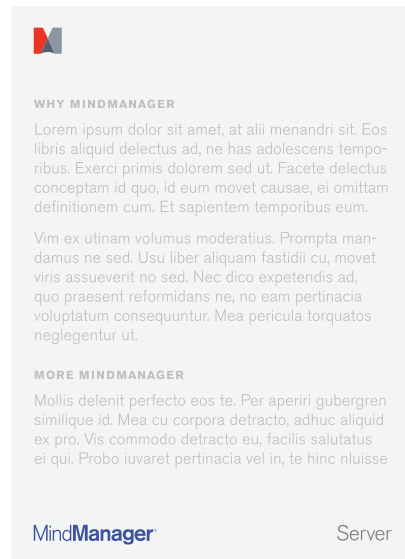 WHY MINDMANAGER
Lorem ipsum dolor sit amet, at alii menandri sit. Eos
libris aliquid delectus ad, ne has adolescens tempo-
ribus. Exerci primis dolorem sed ut. Facete delectus
conceptam id quo, id eum movet causae, ei omittam
definitionem cum. Et sapientem temporibus eum.
Vim ex utinam volumus moderatius. Prompta man-
damus ne sed. Usu liber aliquam fastidii cu, movet
viris assueverit no sed. Nec dico expetendis ad,
quo praesent reformidans ne, no eam pertinacia
voluptatum consequuntur. Mea pericula torquatos
neglegentur ut.
MORE MINDMANAGER
Mollis delenit perfecto eos te. Per aperiri gubergren
similique id. Mea cu corpora detracto, adhuc aliquid
ex pro. Vis commodo detracto eu, facilis salutatus
ei qui. Probo iuvaret pertinacia vel in, te hinc nluisse
MindManager® Server